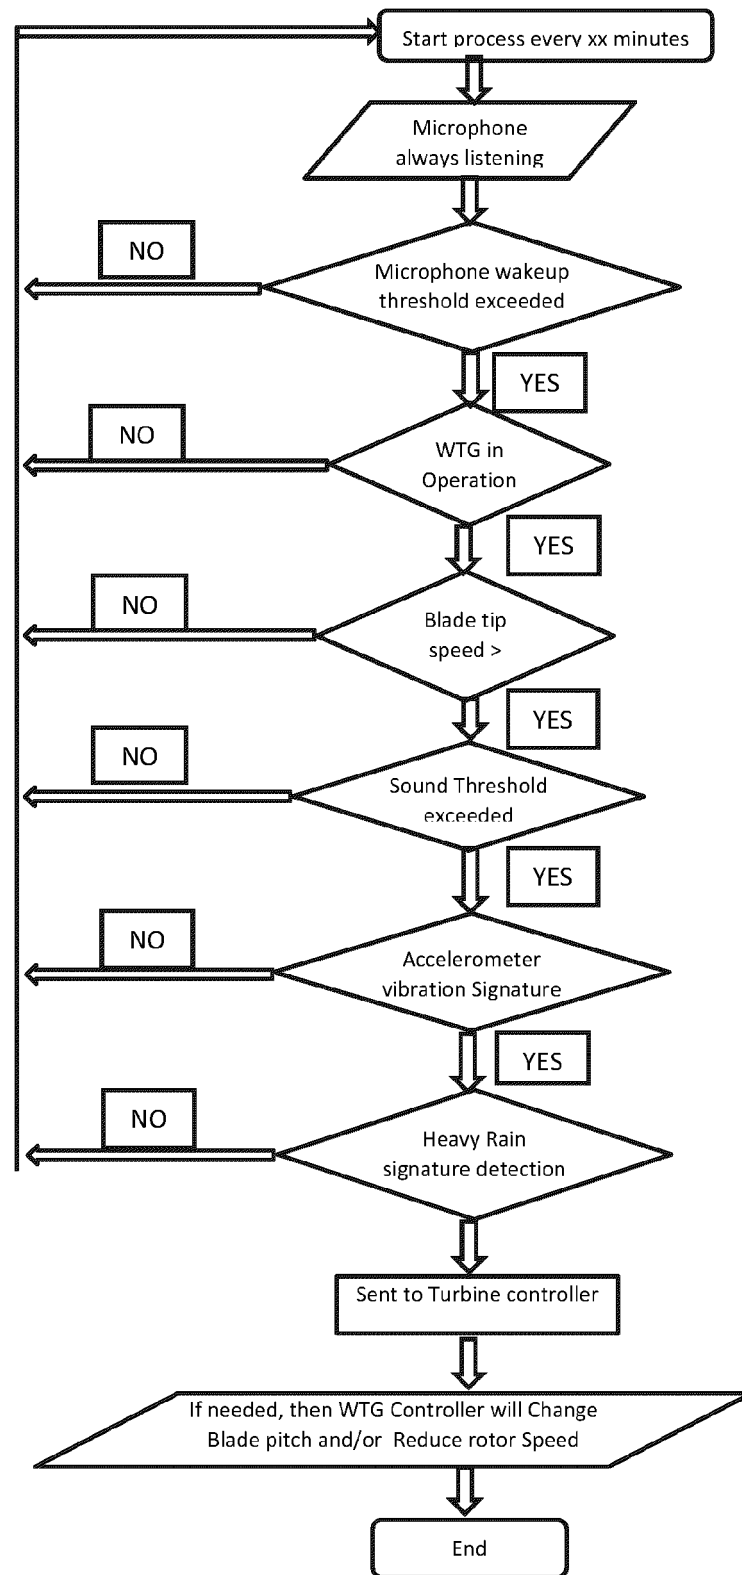 Start process every xx minutes
Microphone
always listening
NO
Microphone wakeup
threshold exceeded
YES
NO
WTG in
Operation
YES
NO
Blade tip
speed >
YES
NO
Sound Threshold
exceeded
YES
NO
Accelerometer
vibration Signature
YES
NO
Heavy Rain
signature detection
Sent to Turbine controller
If needed, then WTG Controller will Change
Blade pitch and/or Reduce rotor Speed
End